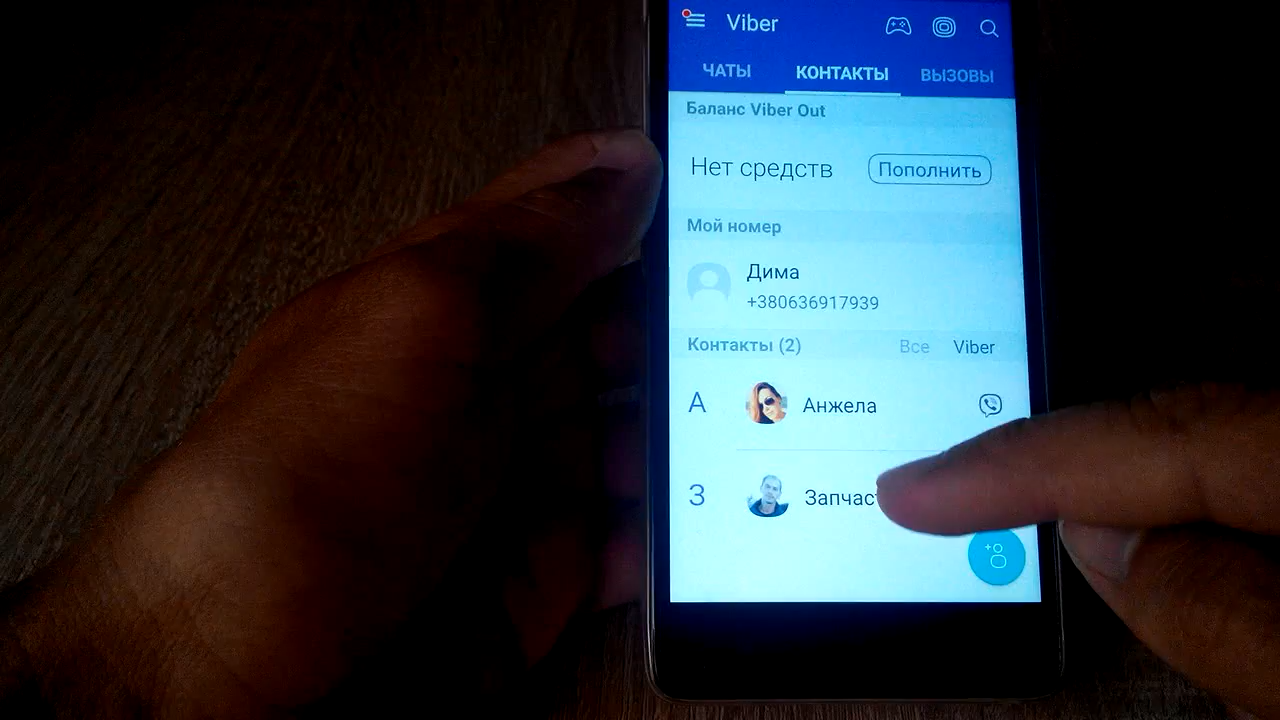 Viber
ЧАТЫ КОНТАКТЫ ВЫЗОВЫ
Баланс Viber Out
Нет средств Пополнить
Мой номер
Дима
+380636917939
Контакты (2) Все Viber
А Анжела
З